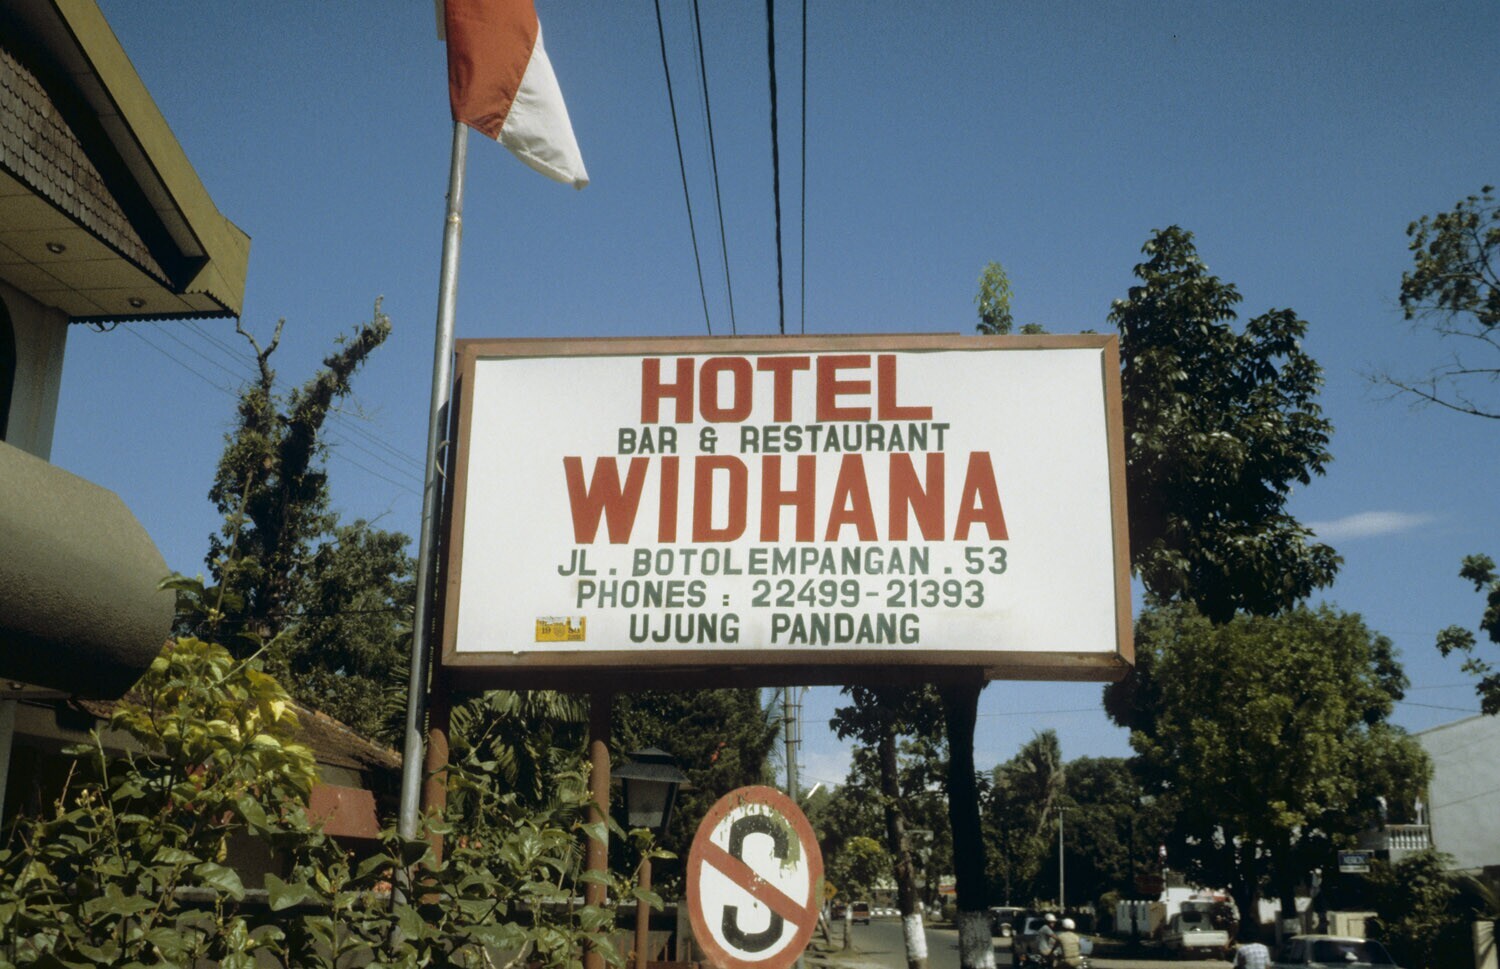 HOTEL
BAR & RESTAURANT
WIDHANA
JL. BOTOLEMPANGAN. 53
PHONES : 22499-21393
UJUNG PANDANG
S